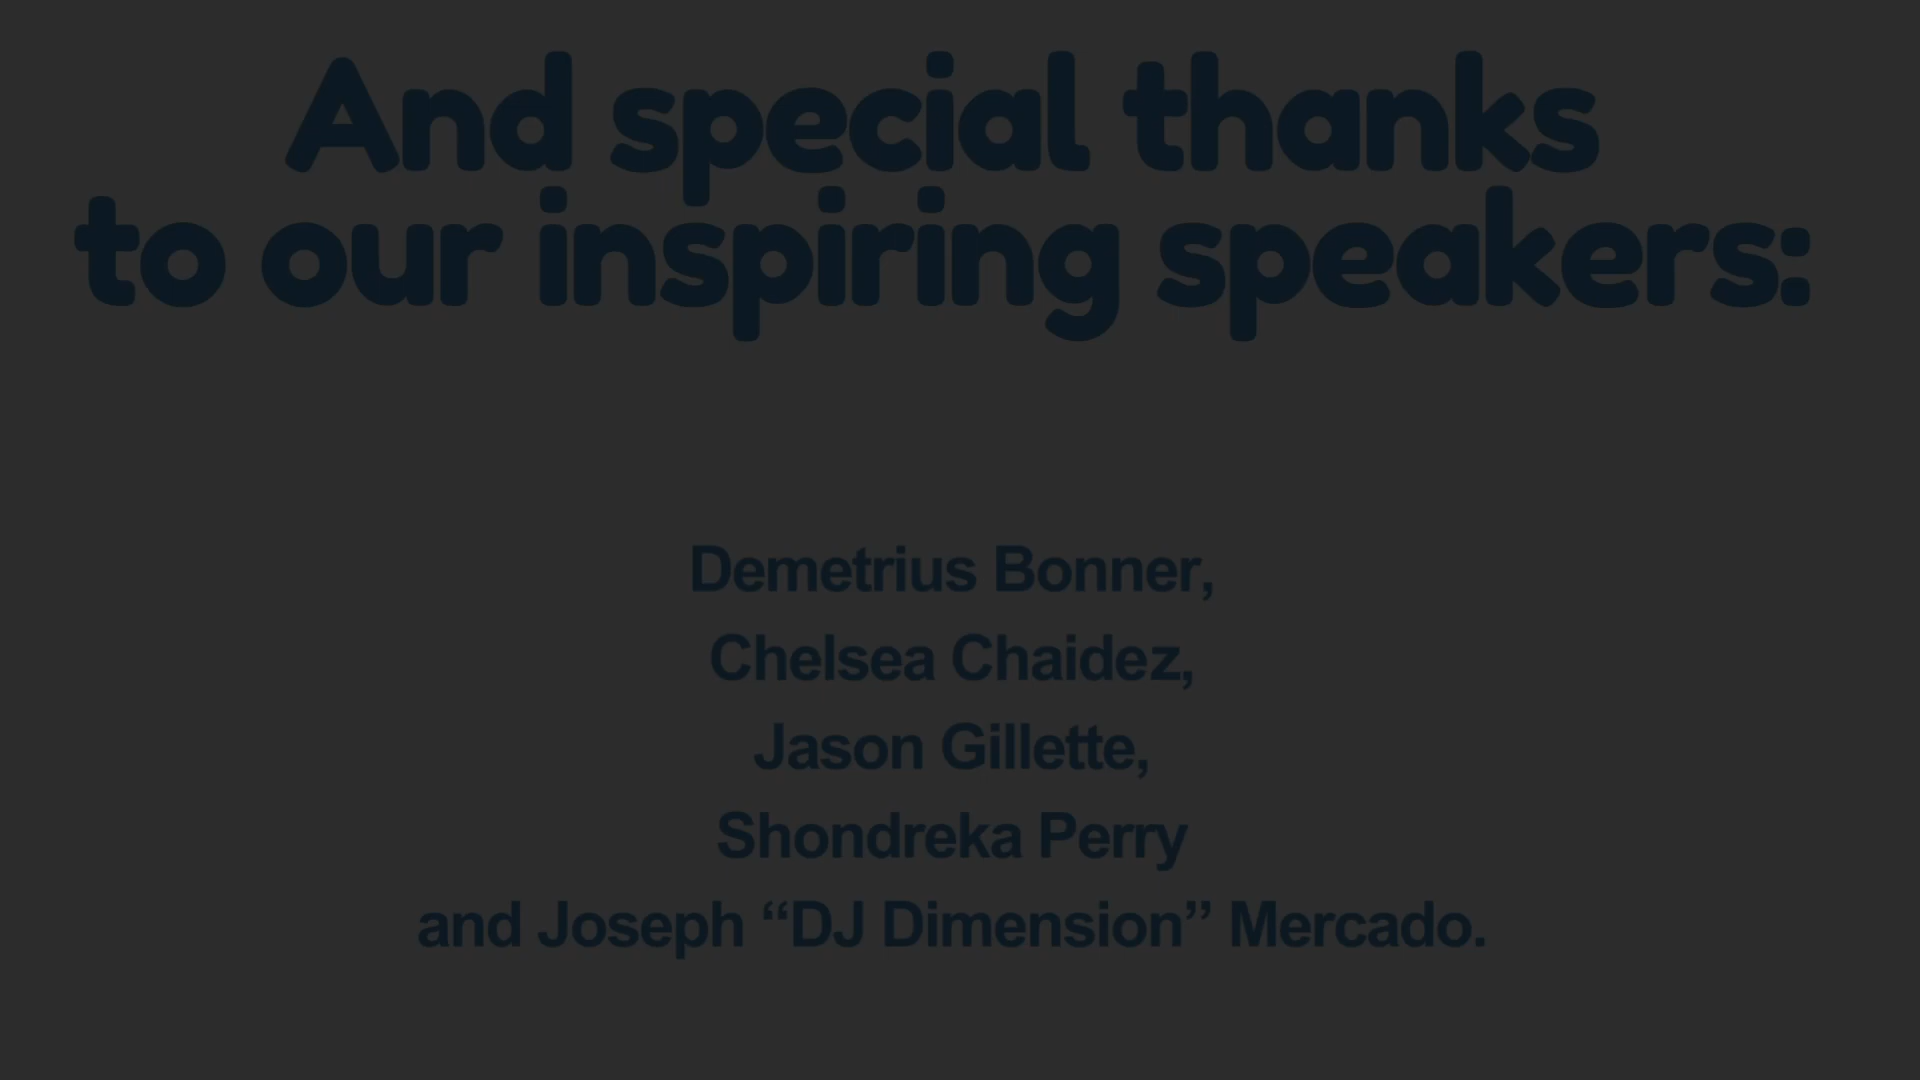 And special thanks
to our inspiring speakers:
Demetrius Bonner,
Chelsea Chaidez,
Jason Gillette,
Shondreka Perry
and Joseph “DJ Dimension” Mercado.